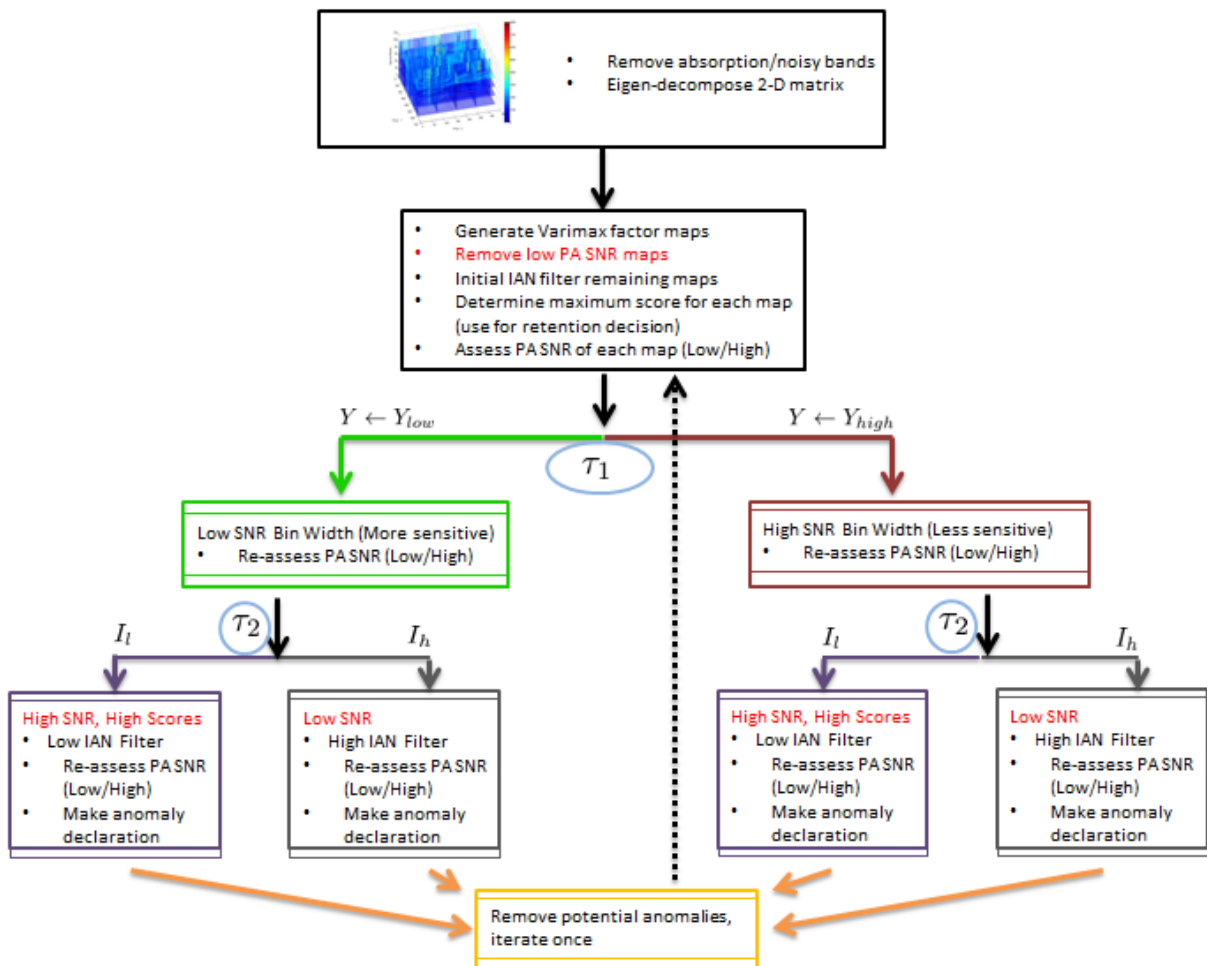 • Remove absorption/noisy bands
• Eigen-decompose 2-D matrix
• Generate Varimax factor maps
• Remove low PA SNR maps
• Initial IAN filter remaining maps
• Determine maximum score for each map
(use for retention decision)
• Assess PA SNR of each map (Low/High)
Y ← Y_low
Y ← Y_high
τ1
Low SNR Bin Width (More sensitive)
• Re-assess PA SNR (Low/High)
High SNR Bin Width (Less sensitive)
• Re-assess PA SNR (Low/High)
I_l
τ2
I_h
I_l
τ2
I_h
High SNR, High Scores
• Low IAN Filter
• Re-assess PA SNR
(Low/High)
• Make anomaly
declaration
Low SNR
• High IAN Filter
• Re-assess PA SNR
(Low/High)
• Make anomaly
declaration
High SNR, High Scores
• Low IAN Filter
• Re-assess PA SNR
(Low/High)
• Make anomaly
declaration
Low SNR
• High IAN Filter
• Re-assess PA SNR
(Low/High)
• Make anomaly
declaration
Remove potential anomalies,
iterate once